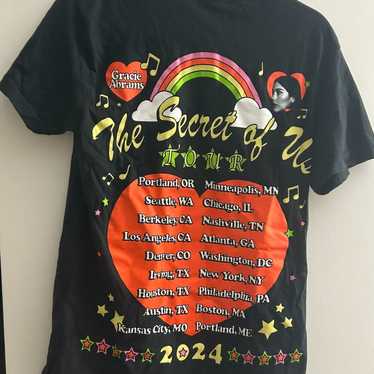 Gracie
Abrams
The Secret of Us
TOUR
Portland, OR Minneapolis, MN
Seattle, WA Chicago, IL
Berkeley, CA Nashville, TN
Los Angeles, CA Atlanta, GA
Denver, CO Washington, DC
Irving, TX New York, NY
Houston, TX Philadelphia, PA
Austin, TX Boston, MA
Kansas City, MO Portland, ME
2024